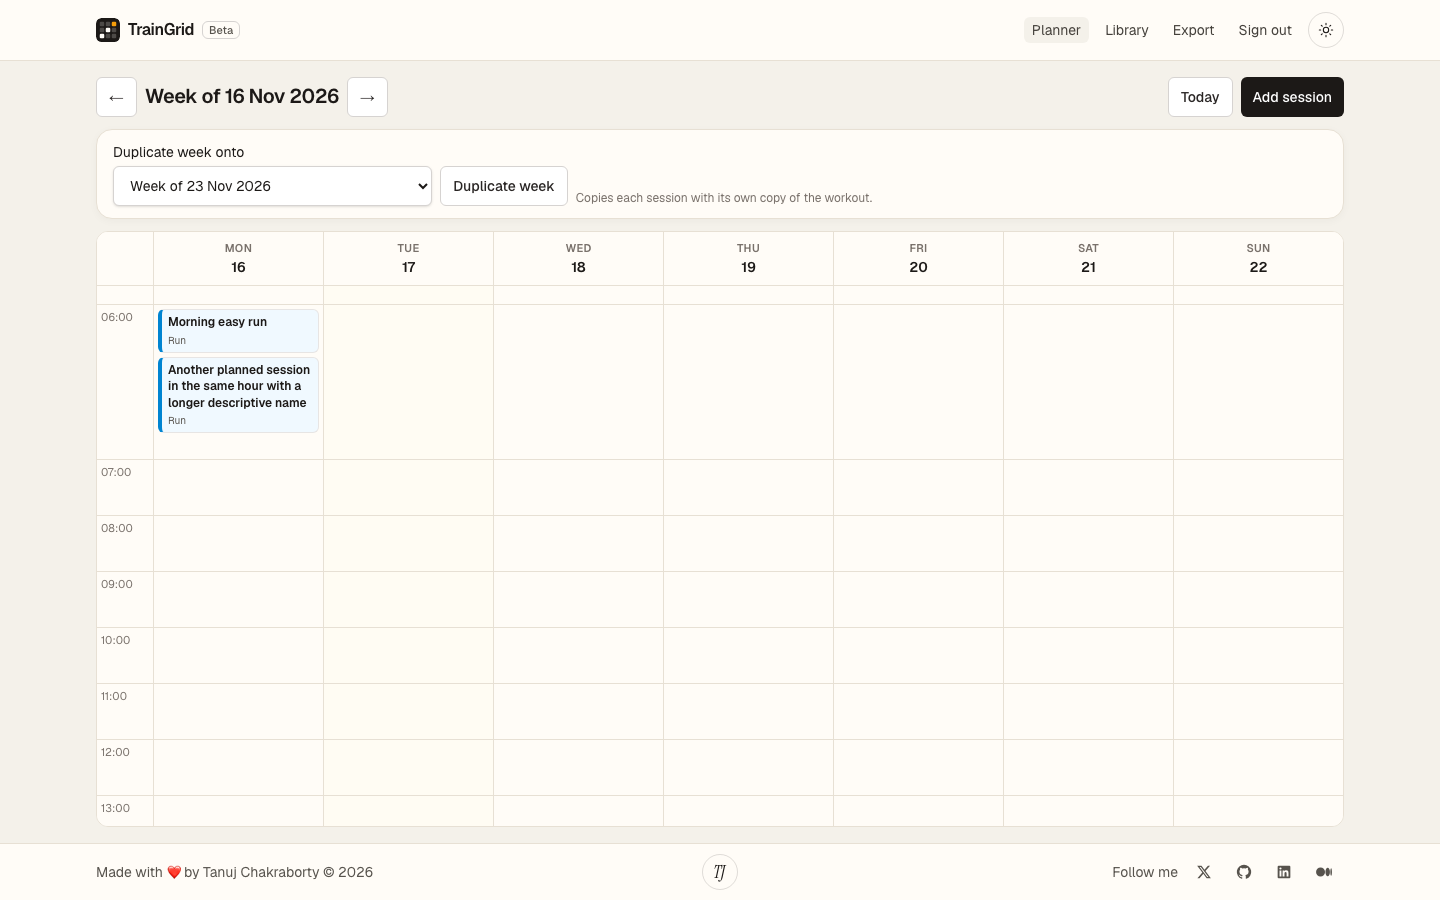 TrainGrid Beta
Planner Library Export Sign out
← Week of 16 Nov 2026 →
Today Add session
Duplicate week onto
Week of 23 Nov 2026
Duplicate week
Copies each session with its own copy of the workout.
MON TUE WED THU FRI SAT SUN
16 17 18 19 20 21 22
06:00
Morning easy run
Run
Another planned session
in the same hour with a
longer descriptive name
Run
07:00
08:00
09:00
10:00
11:00
12:00
13:00
Made with ❤️ by Tanuj Chakraborty © 2026
TJ
Follow me